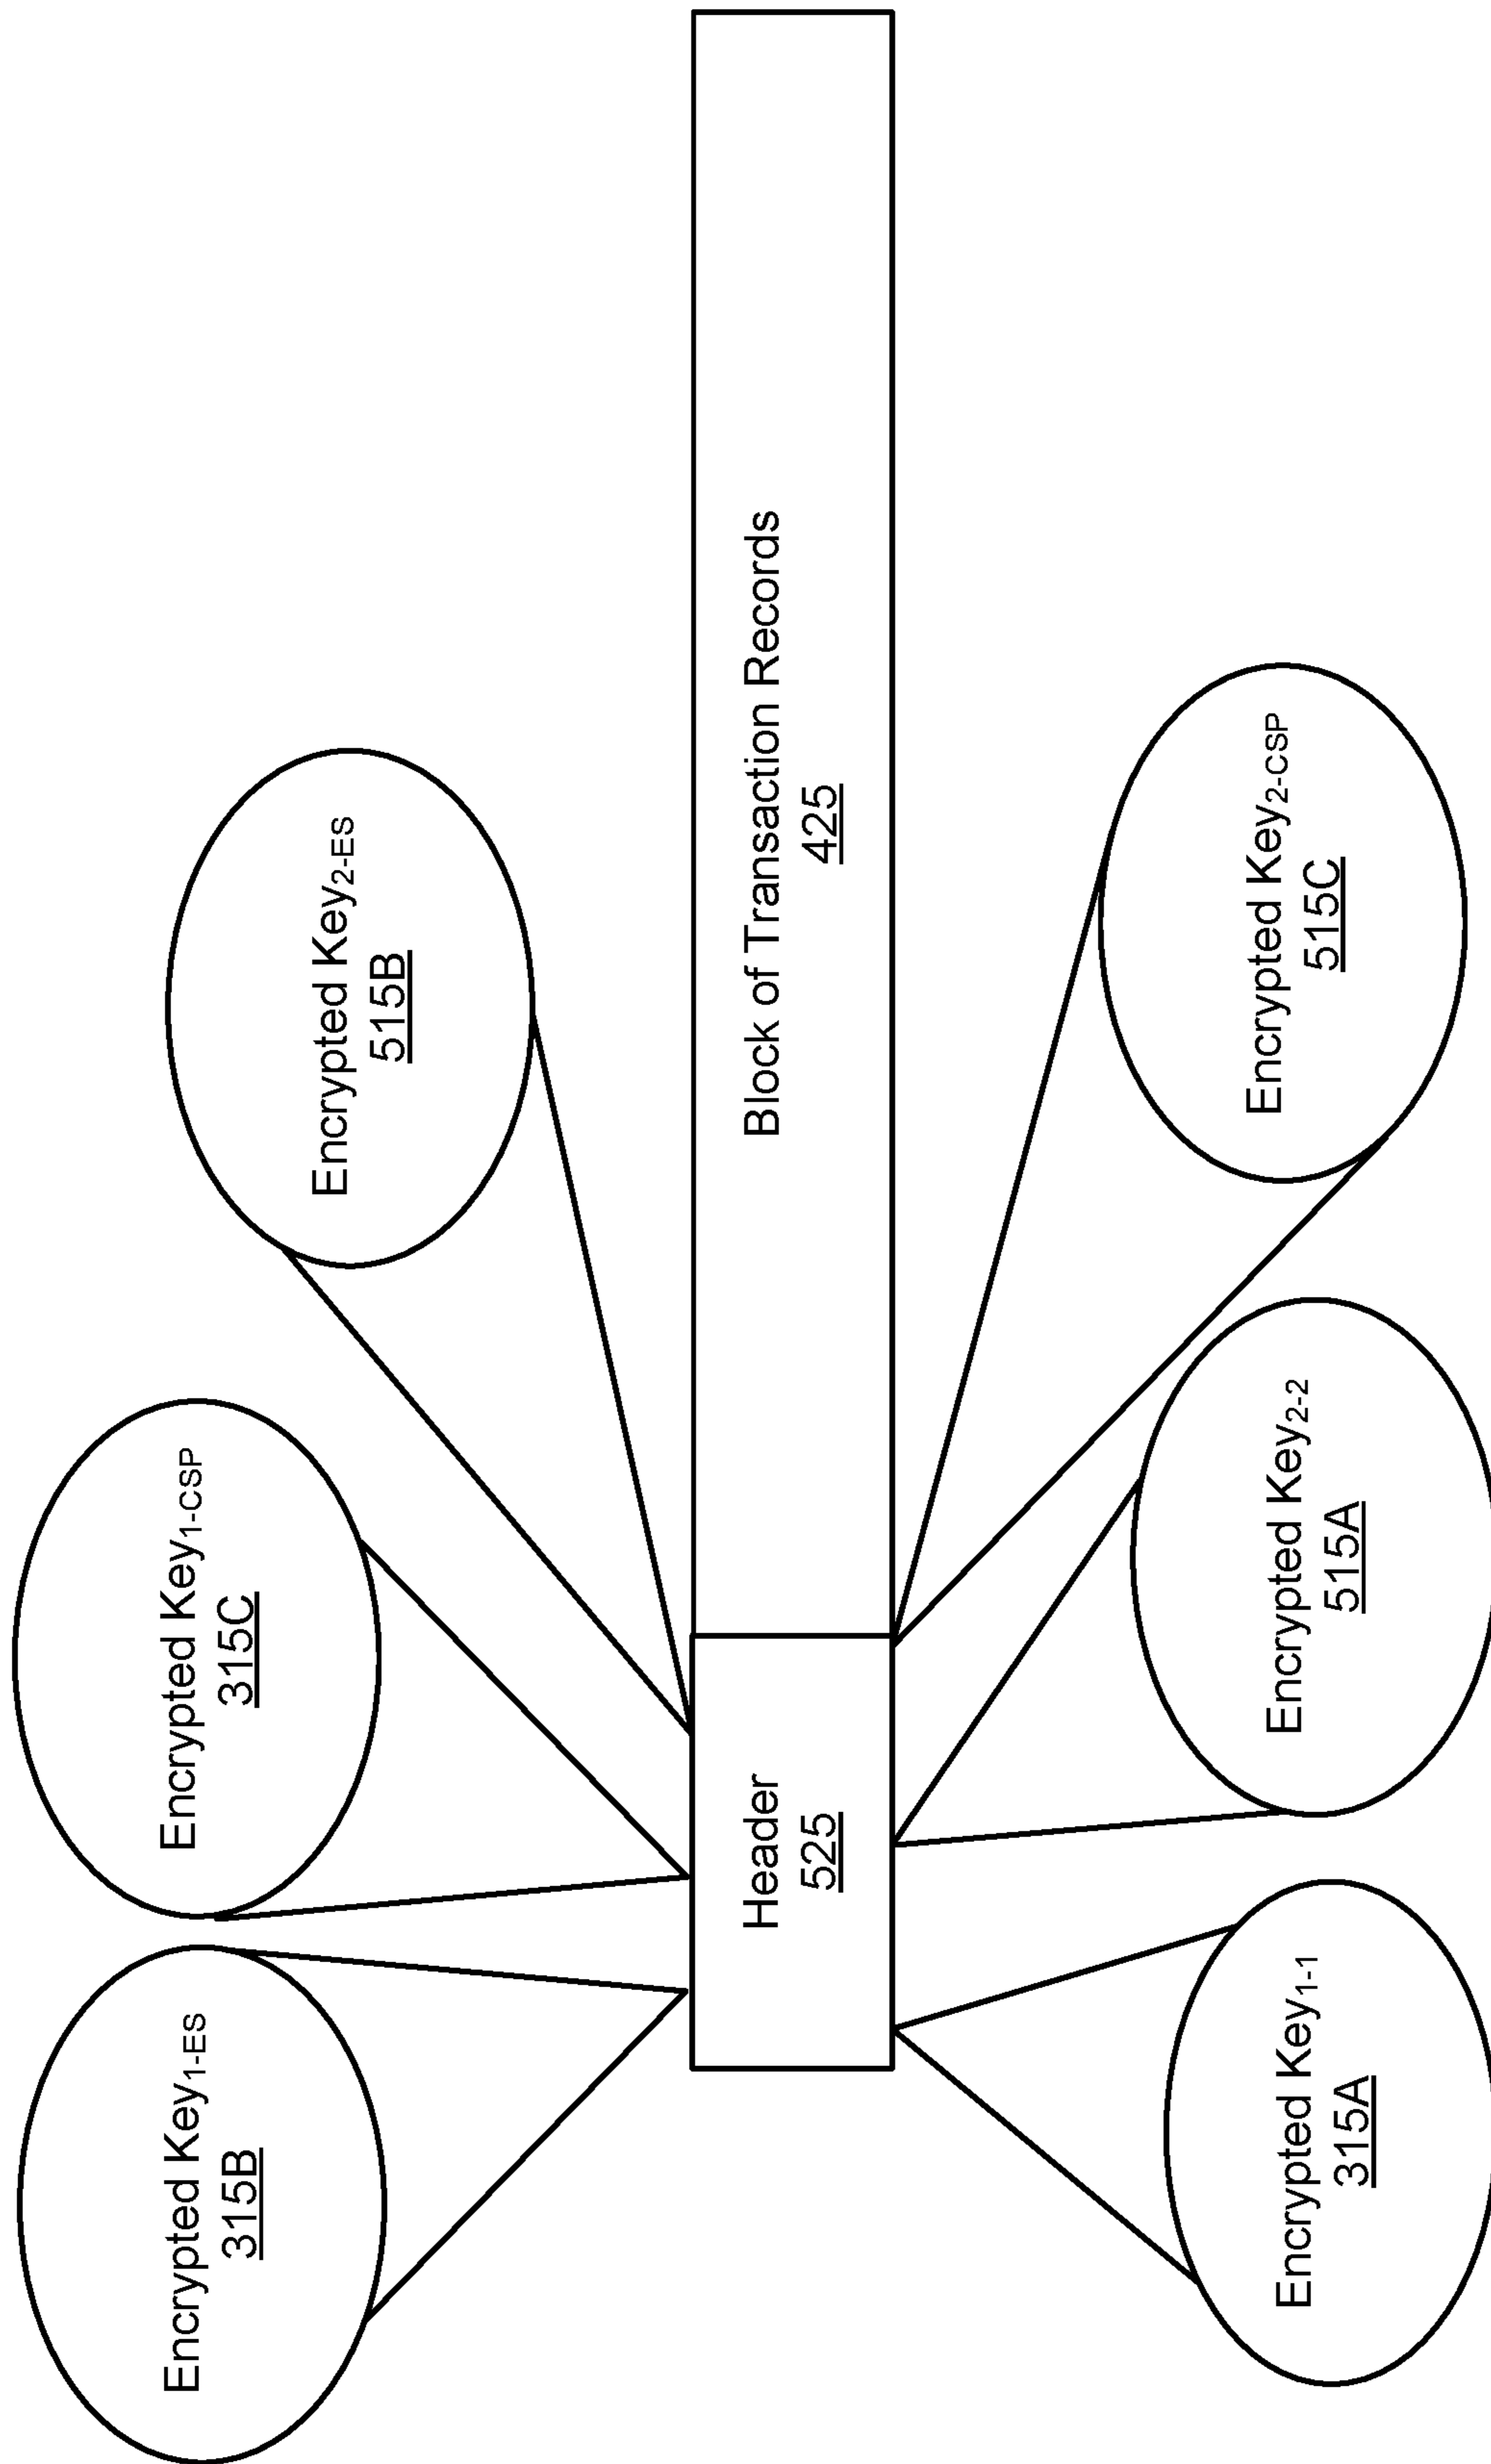 Encrypted Key1-ES
315B
Encrypted Key1-CSP
315C
Encrypted Key2-ES
515B
Header
525
Block of Transaction Records
425
Encrypted Key1-1
315A
Encrypted Key2-2
515A
Encrypted Key2-CSP
515C